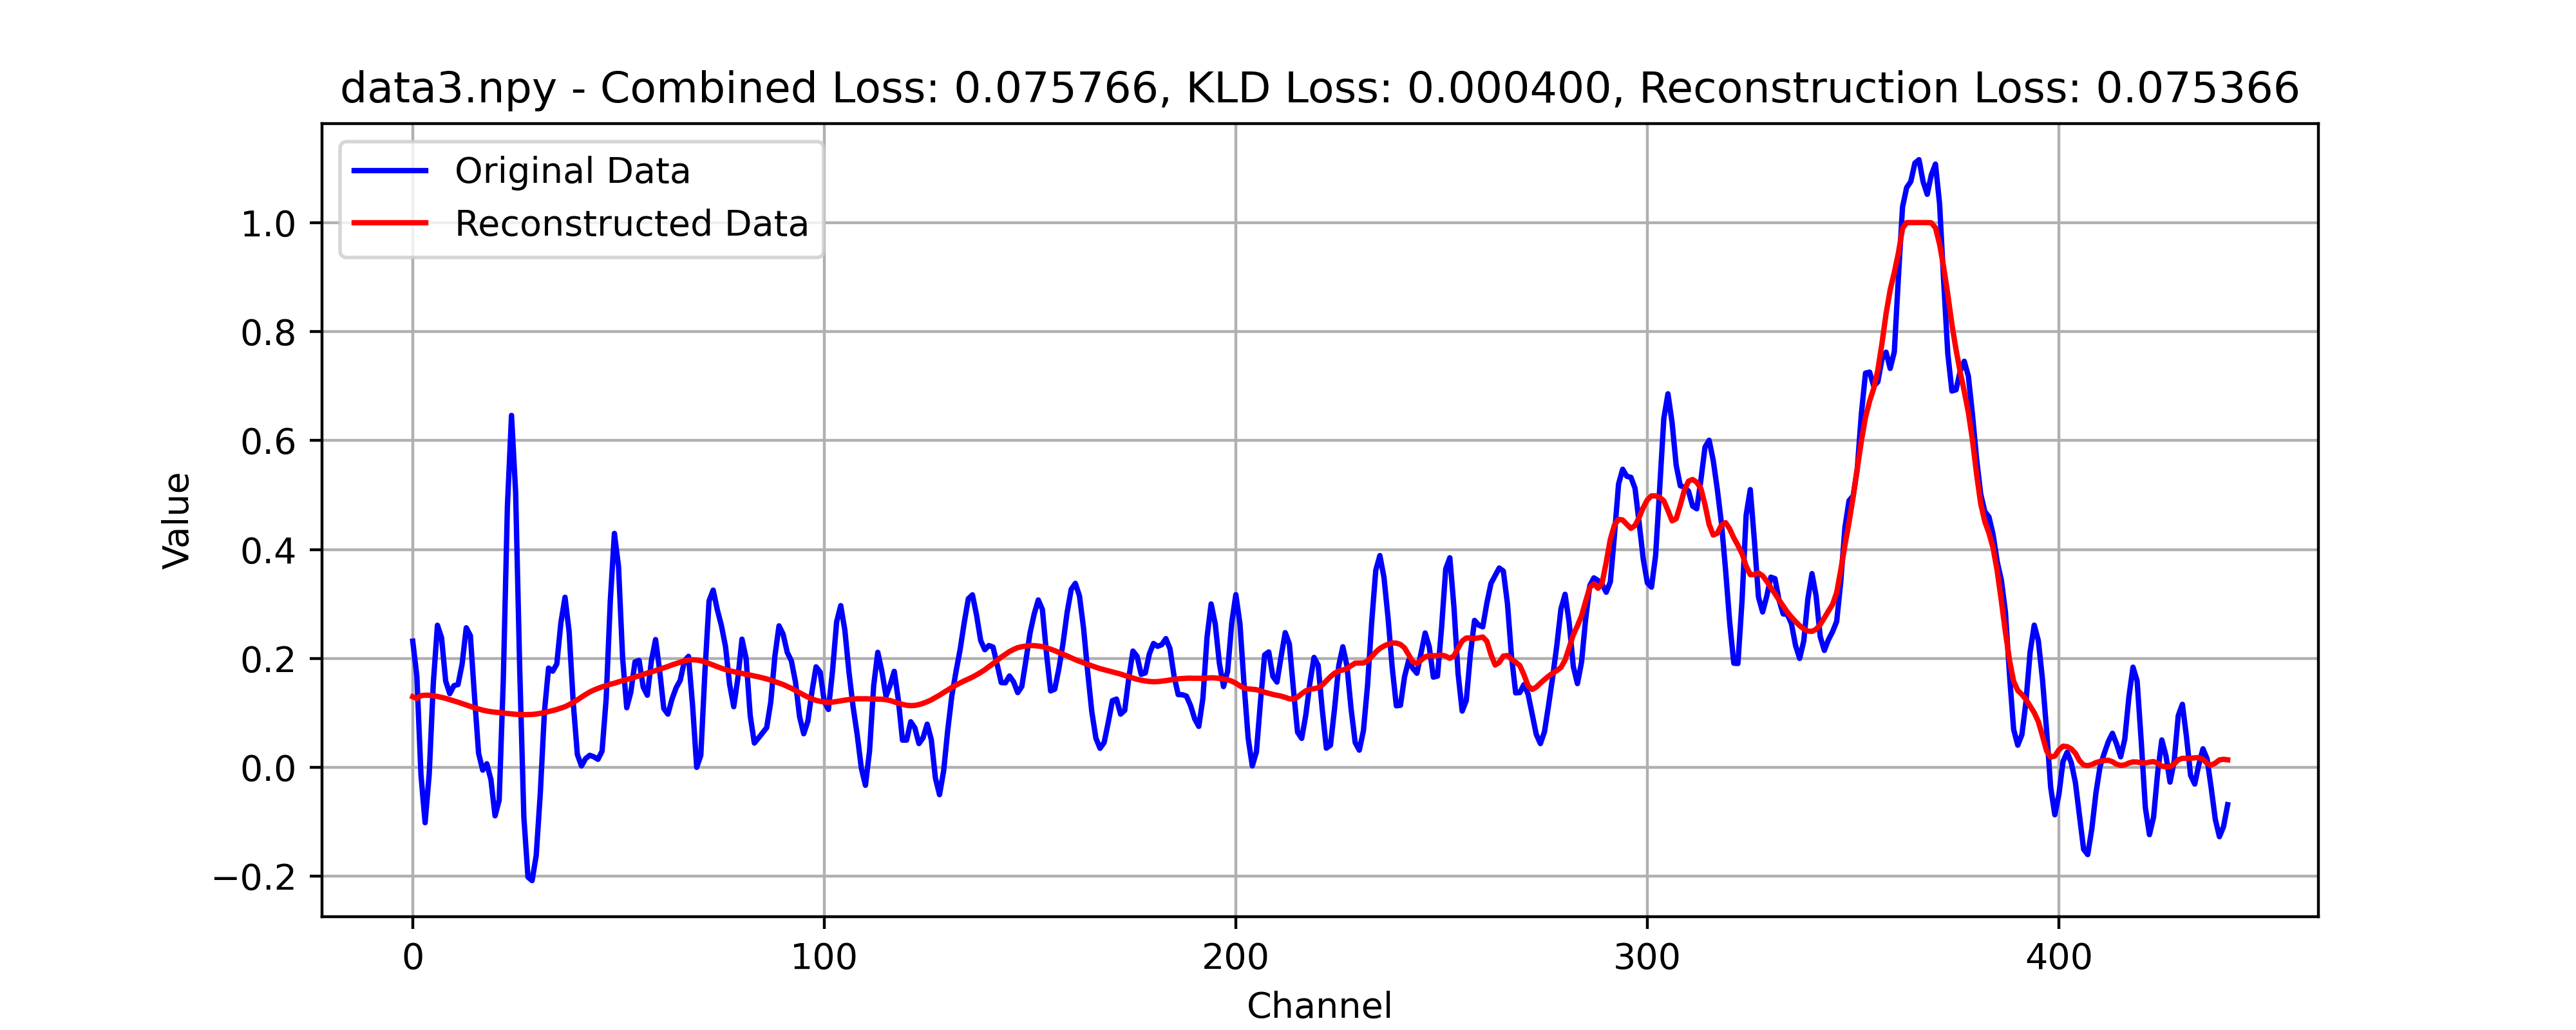 data3.npy - Combined Loss: 0.075766, KLD Loss: 0.000400, Reconstruction Loss: 0.075366
Original Data
Reconstructed Data
1.0
0.8
0.6
0.4
0.2
0.0
−0.2
Value
0 100 200 300 400
Channel